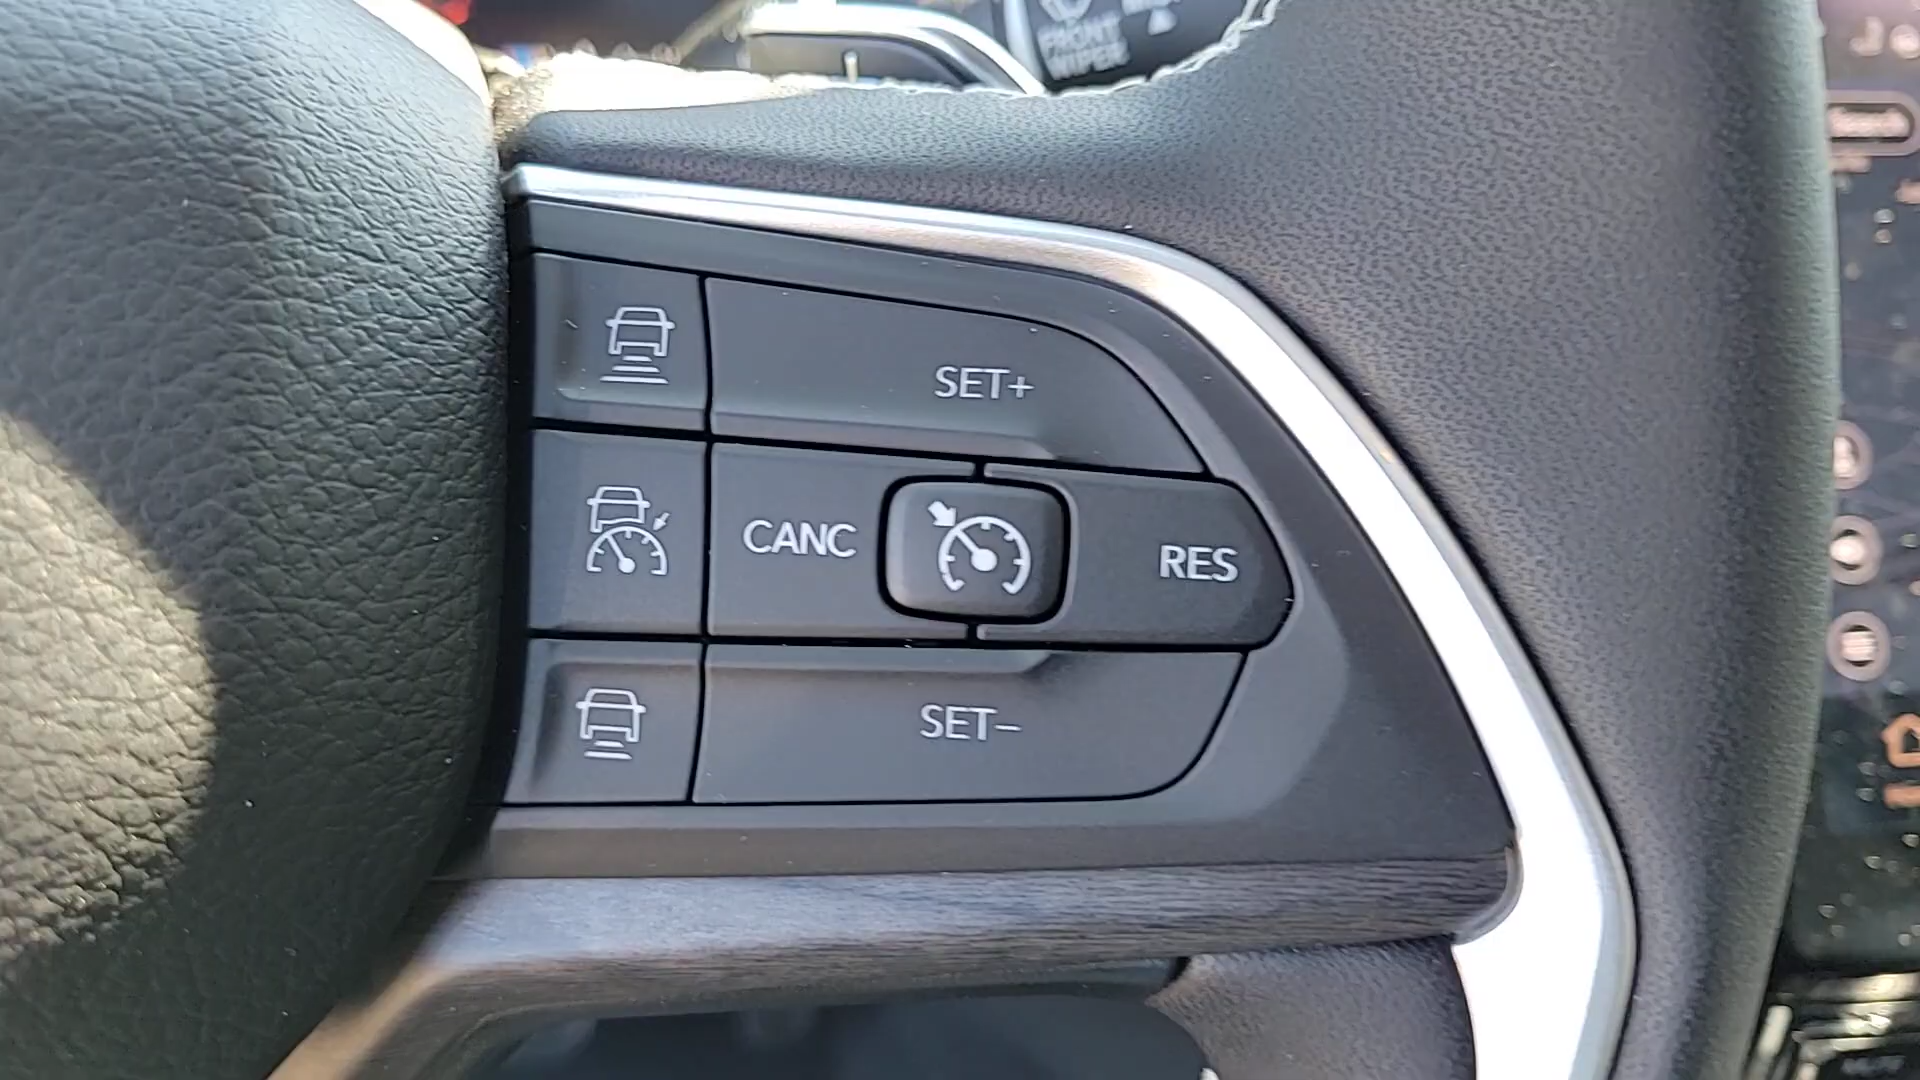 FRONT
WIPER
SET+
CANC
RES
SET–